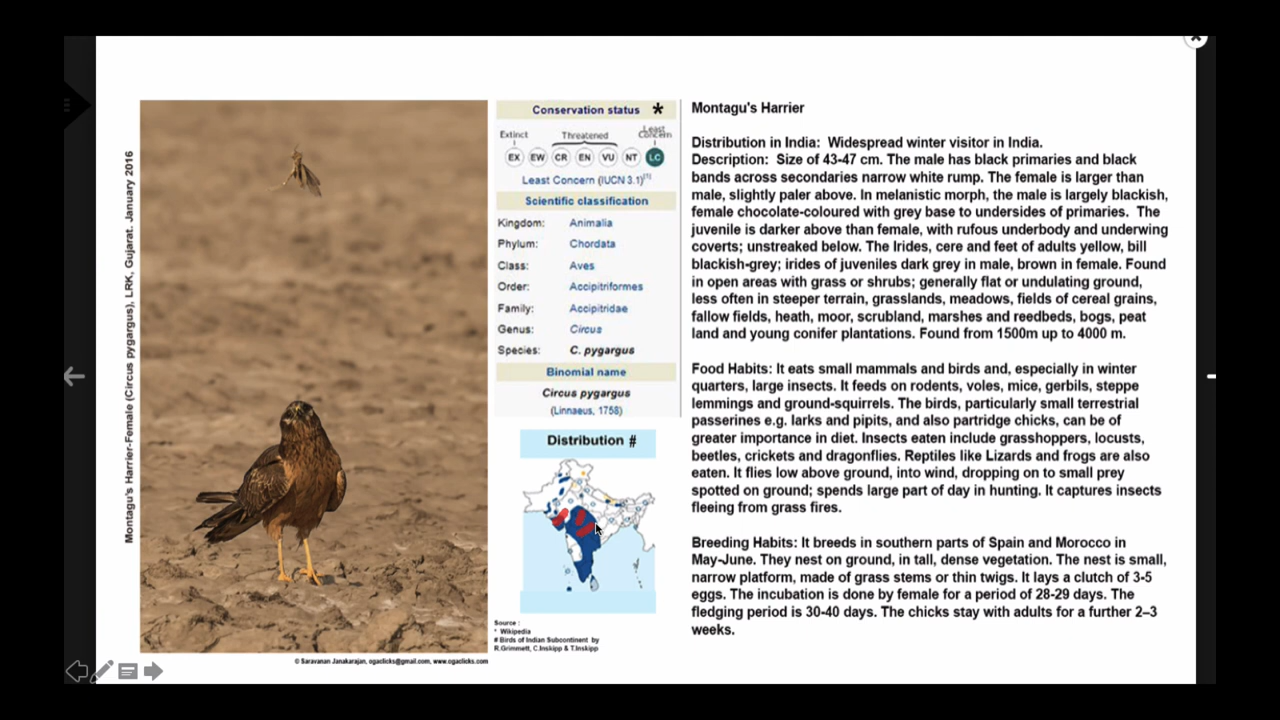 Montagu's Harrier-Female (Circus pygargus), LRK, Gujarat. January 2016
© Saravanan Janakarajan, ogaclicks@gmail.com, www.ogaclicks.com
Conservation status *
Extinct Threatened Least Concern
EX EW CR EN VU NT LC
Least Concern (IUCN 3.1)[1]
Scientific classification
Kingdom: Animalia
Phylum: Chordata
Class: Aves
Order: Accipitriformes
Family: Accipitridae
Genus: Circus
Species: C. pygargus
Binomial name
Circus pygargus
(Linnaeus, 1758)
Distribution #
Source :
* Wikipedia
# Birds of Indian Subcontinent by
R.Grimmett, C.Inskipp & T.Inskipp
Montagu's Harrier
Distribution in India: Widespread winter visitor in India.
Description: Size of 43-47 cm. The male has black primaries and black
bands across secondaries narrow white rump. The female is larger than
male, slightly paler above. In melanistic morph, the male is largely blackish,
female chocolate-coloured with grey base to undersides of primaries. The
juvenile is darker above than female, with rufous underbody and underwing
coverts; unstreaked below. The Irides, cere and feet of adults yellow, bill
blackish-grey; irides of juveniles dark grey in male, brown in female. Found
in open areas with grass or shrubs; generally flat or undulating ground,
less often in steeper terrain, grasslands, meadows, fields of cereal grains,
fallow fields, heath, moor, scrubland, marshes and reedbeds, bogs, peat
land and young conifer plantations. Found from 1500m up to 4000 m.
Food Habits: It eats small mammals and birds and, especially in winter
quarters, large insects. It feeds on rodents, voles, mice, gerbils, steppe
lemmings and ground-squirrels. The birds, particularly small terrestrial
passerines e.g. larks and pipits, and also partridge chicks, can be of
greater importance in diet. Insects eaten include grasshoppers, locusts,
beetles, crickets and dragonflies. Reptiles like Lizards and frogs are also
eaten. It flies low above ground, into wind, dropping on to small prey
spotted on ground; spends large part of day in hunting. It captures insects
fleeing from grass fires.
Breeding Habits: It breeds in southern parts of Spain and Morocco in
May-June. They nest on ground, in tall, dense vegetation. The nest is small,
narrow platform, made of grass stems or thin twigs. It lays a clutch of 3-5
eggs. The incubation is done by female for a period of 28-29 days. The
fledging period is 30-40 days. The chicks stay with adults for a further 2–3
weeks.